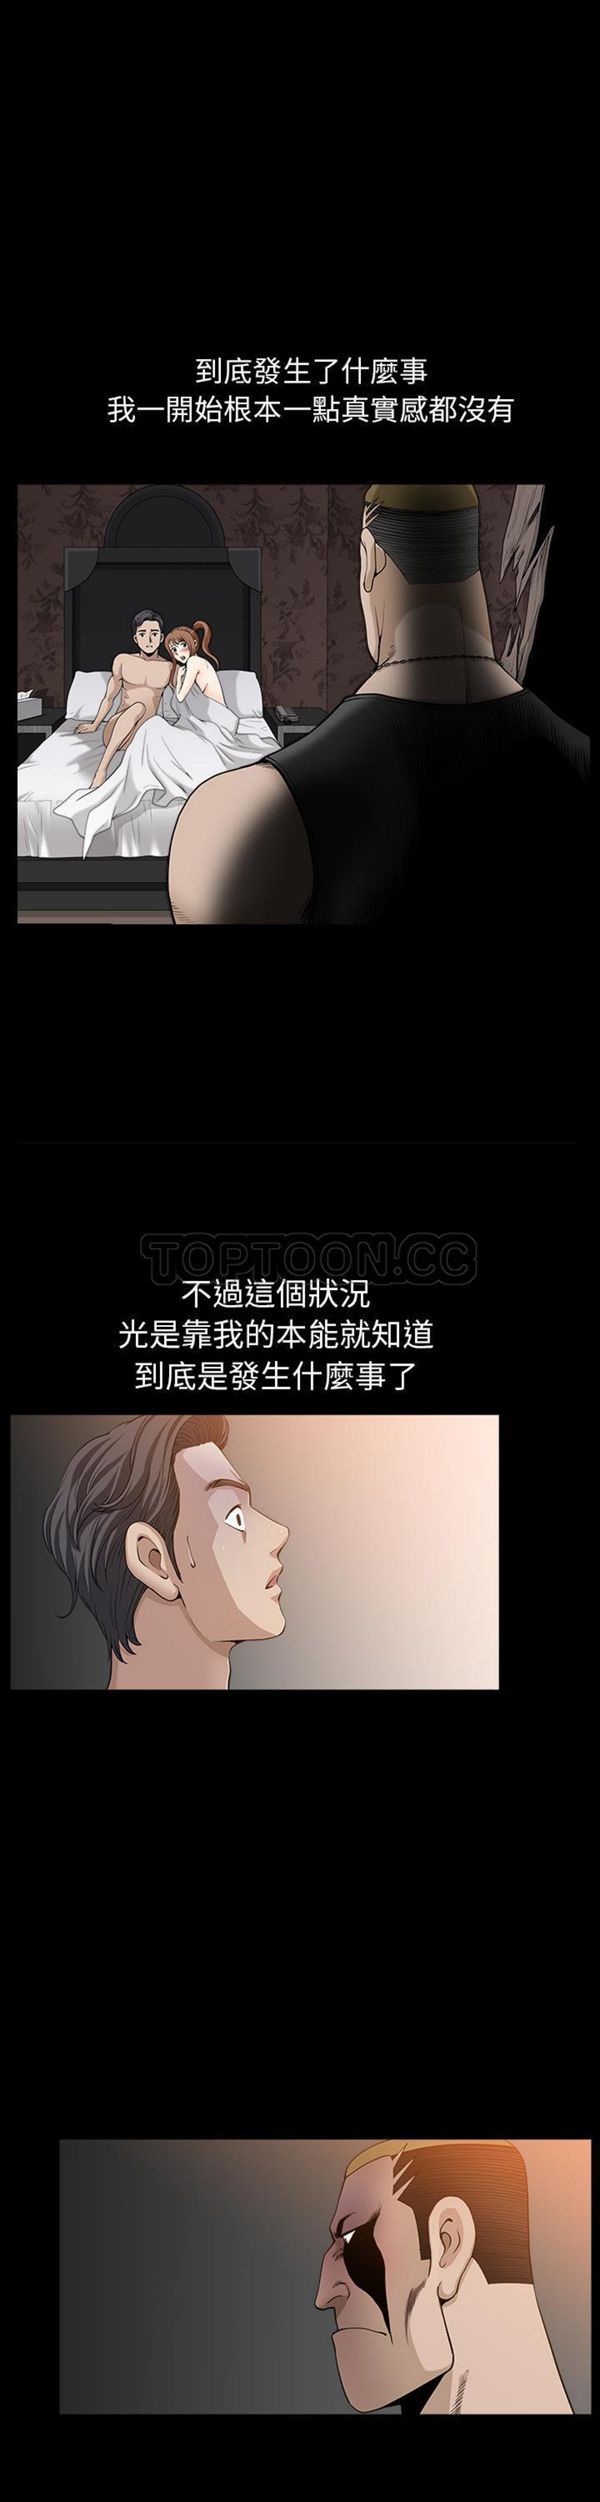 到底發生了什麼事
我一開始根本一點真實感都沒有
TOPTOON.CC
不過這個狀況
光是靠我的本能就知道
到底是發生什麼事了